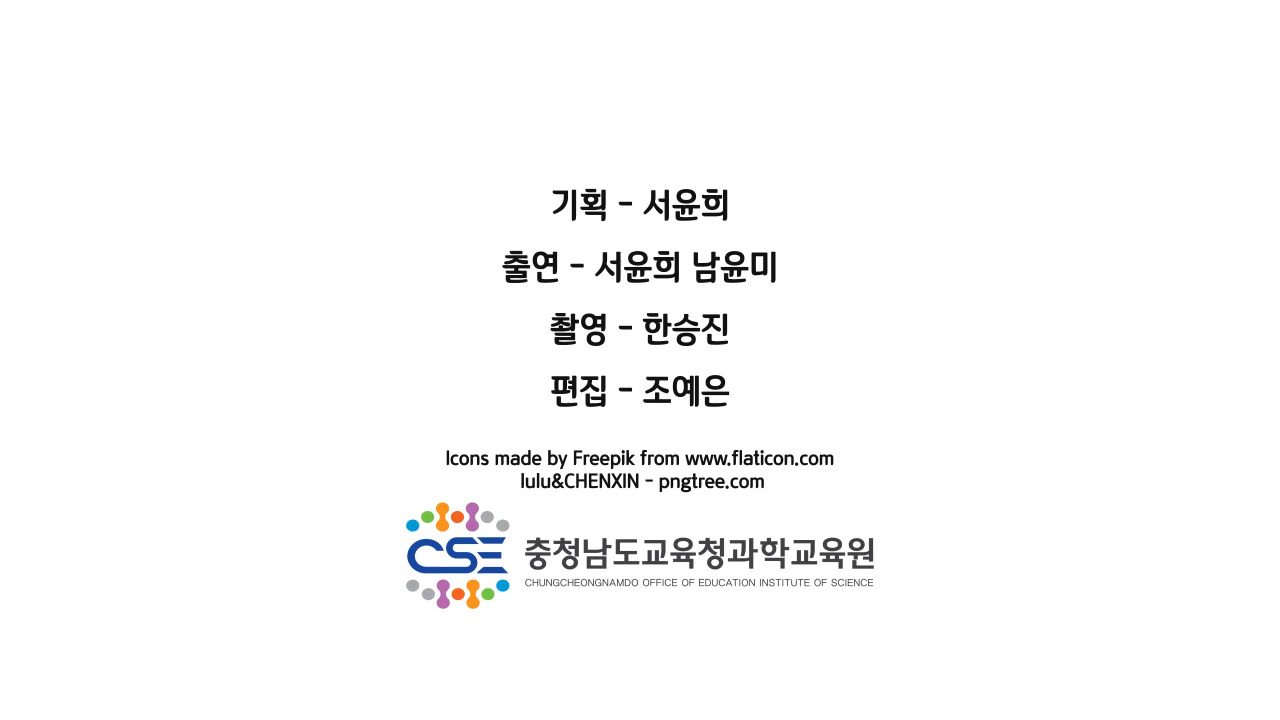 기획 - 서윤희
출연 - 서윤희 남윤미
촬영 - 한승진
편집 - 조예은
Icons made by Freepik from www.flaticon.com
lulu&CHENXIN - pngtree.com
CSE
충청남도교육청과학교육원
CHUNGCHEONGNAMDO OFFICE OF EDUCATION INSTITUTE OF SCIENCE